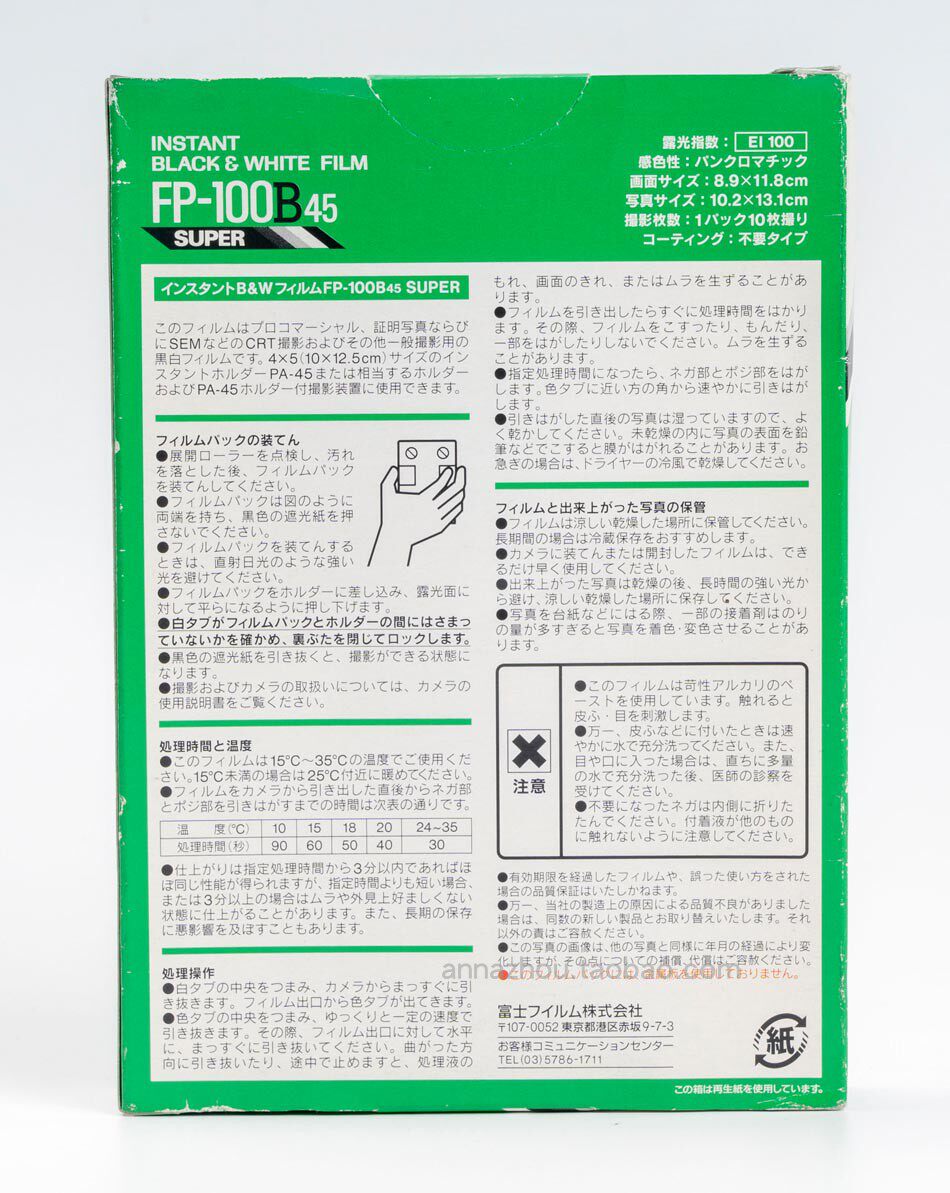 INSTANT
BLACK & WHITE FILM
FP-100B45
SUPER
露光指数：EI 100
感色性：パンクロマチック
画面サイズ：8.9×11.8cm
写真サイズ：10.2×13.1cm
撮影枚数：1パック10枚撮り
コーティング：不要タイプ
インスタントB&WフィルムFP-100B45 SUPER
このフィルムはプロコマーシャル、証明写真ならび
にSEMなどのCRT撮影およびその他一般撮影用の
黒白フィルムです。4×5(10×12.5cm)サイズのイン
スタントホルダーPA-45または相当するホルダー
およびPA-45ホルダー付撮影装置に使用できます。
フィルムパックの装てん
●展開ローラーを点検し、汚れ
を落とした後、フィルムパック
を装てんしてください。
●フィルムパックは図のように
両端を持ち、黒色の遮光紙を押
さないでください。
●フィルムパックを装てんする
ときは、直射日光のような強い
光を避けてください。
●フィルムパックをホルダーに差し込み、露光面に
対して平らになるように押し下げます。
●白タブがフィルムパックとホルダーの間にはさまっ
ていないかを確かめ、裏ぶたを閉じてロックします。
●黒色の遮光紙を引き抜くと、撮影ができる状態に
なります。
●撮影およびカメラの取扱いについては、カメラの
使用説明書をご覧ください。
処理時間と温度
●このフィルムは15℃〜35℃の温度でご使用くだ
さい。15℃未満の場合は25℃付近に暖めてください。
●フィルムをカメラから引き出した直後からネガ部
とポジ部を引きはがすまでの時間は次表の通りです。
温 度(℃) 10 15 18 20 24~35
処理時間(秒) 90 60 50 40 30
●仕上がりは指定処理時間から3分以内であればほ
ぼ同じ性能が得られますが、指定時間よりも短い場合、
または3分以上の場合はムラや外見上好ましくない
状態に仕上がることがあります。また、長期の保存
に悪影響を及ぼすこともあります。
処理操作
●白タブの中央をつまみ、カメラからまっすぐに引
き抜きます。フィルム出口から色タブが出てきます。
●色タブの中央をつまみ、ゆっくりと一定の速度で
引き抜きます。その際、フィルム出口に対して水平
に、まっすぐに引き抜いてください。曲がった方
向に引き抜いたり、途中で止めますと、処理液の
もれ、画面のきれ、またはムラを生ずることがあ
ります。
●フィルムを引き出したらすぐに処理時間をはかり
ます。その際、フィルムをこすったり、もんだり、
一部をはがしたりしないでください。ムラを生ずる
ことがあります。
●指定処理時間になったら、ネガ部とポジ部をはが
します。色タブに近い方の角から速やかに引きはが
します。
●引きはがした直後の写真は湿っていますので、よ
く乾かしてください。未乾燥の内に写真の表面を鉛
筆などでこすると膜がはがれることがあります。お
急ぎの場合は、ドライヤーの冷風で乾燥してください。
フィルムと出来上がった写真の保管
●フィルムは涼しい乾燥した場所に保管してください。
長期間の場合は冷蔵保存をおすすめします。
●カメラに装てんまたは開封したフィルムは、でき
るだけ早く使用してください。
●出来上がった写真は乾燥の後、長時間の強い光か
ら避け、涼しい乾燥した場所に保存してください。
●写真を台紙などにはる際、一部の接着剤はのり
の量が多すぎると写真を着色・変色させることがあ
ります。
注意
●このフィルムは苛性アルカリのペ
ーストを使用しています。触れると
皮ふ・目を刺激します。
●万一、皮ふなどに付いたときは速
やかに水で充分洗ってください。また、
目や口に入った場合は、直ちに多量
の水で充分洗った後、医師の診察を
受けてください。
●不要になったネガは内側に折りた
たんでください。付着液が他のもの
に触れないように注意してください。
●有効期限を経過したフィルムや、誤った使い方をされた
場合の品質保証はいたしかねます。
●万一、当社の製造上の原因による品質不良がありました
場合は、同数の新しい製品とお取り替えいたします。それ
以外の責はご容赦ください。
●この写真の画像は、他の写真と同様に年月の経過により変
化しますが、その点についての補償、代償はご容赦ください。
●このフィルムパックには、金属板を使用しておりません。
annazhou.taobao.com
富士フイルム株式会社
〒107-0052 東京都港区赤坂9-7-3
お客様コミュニケーションセンター
TEL(03)5786-1711
紙
この箱は再生紙を使用しています。